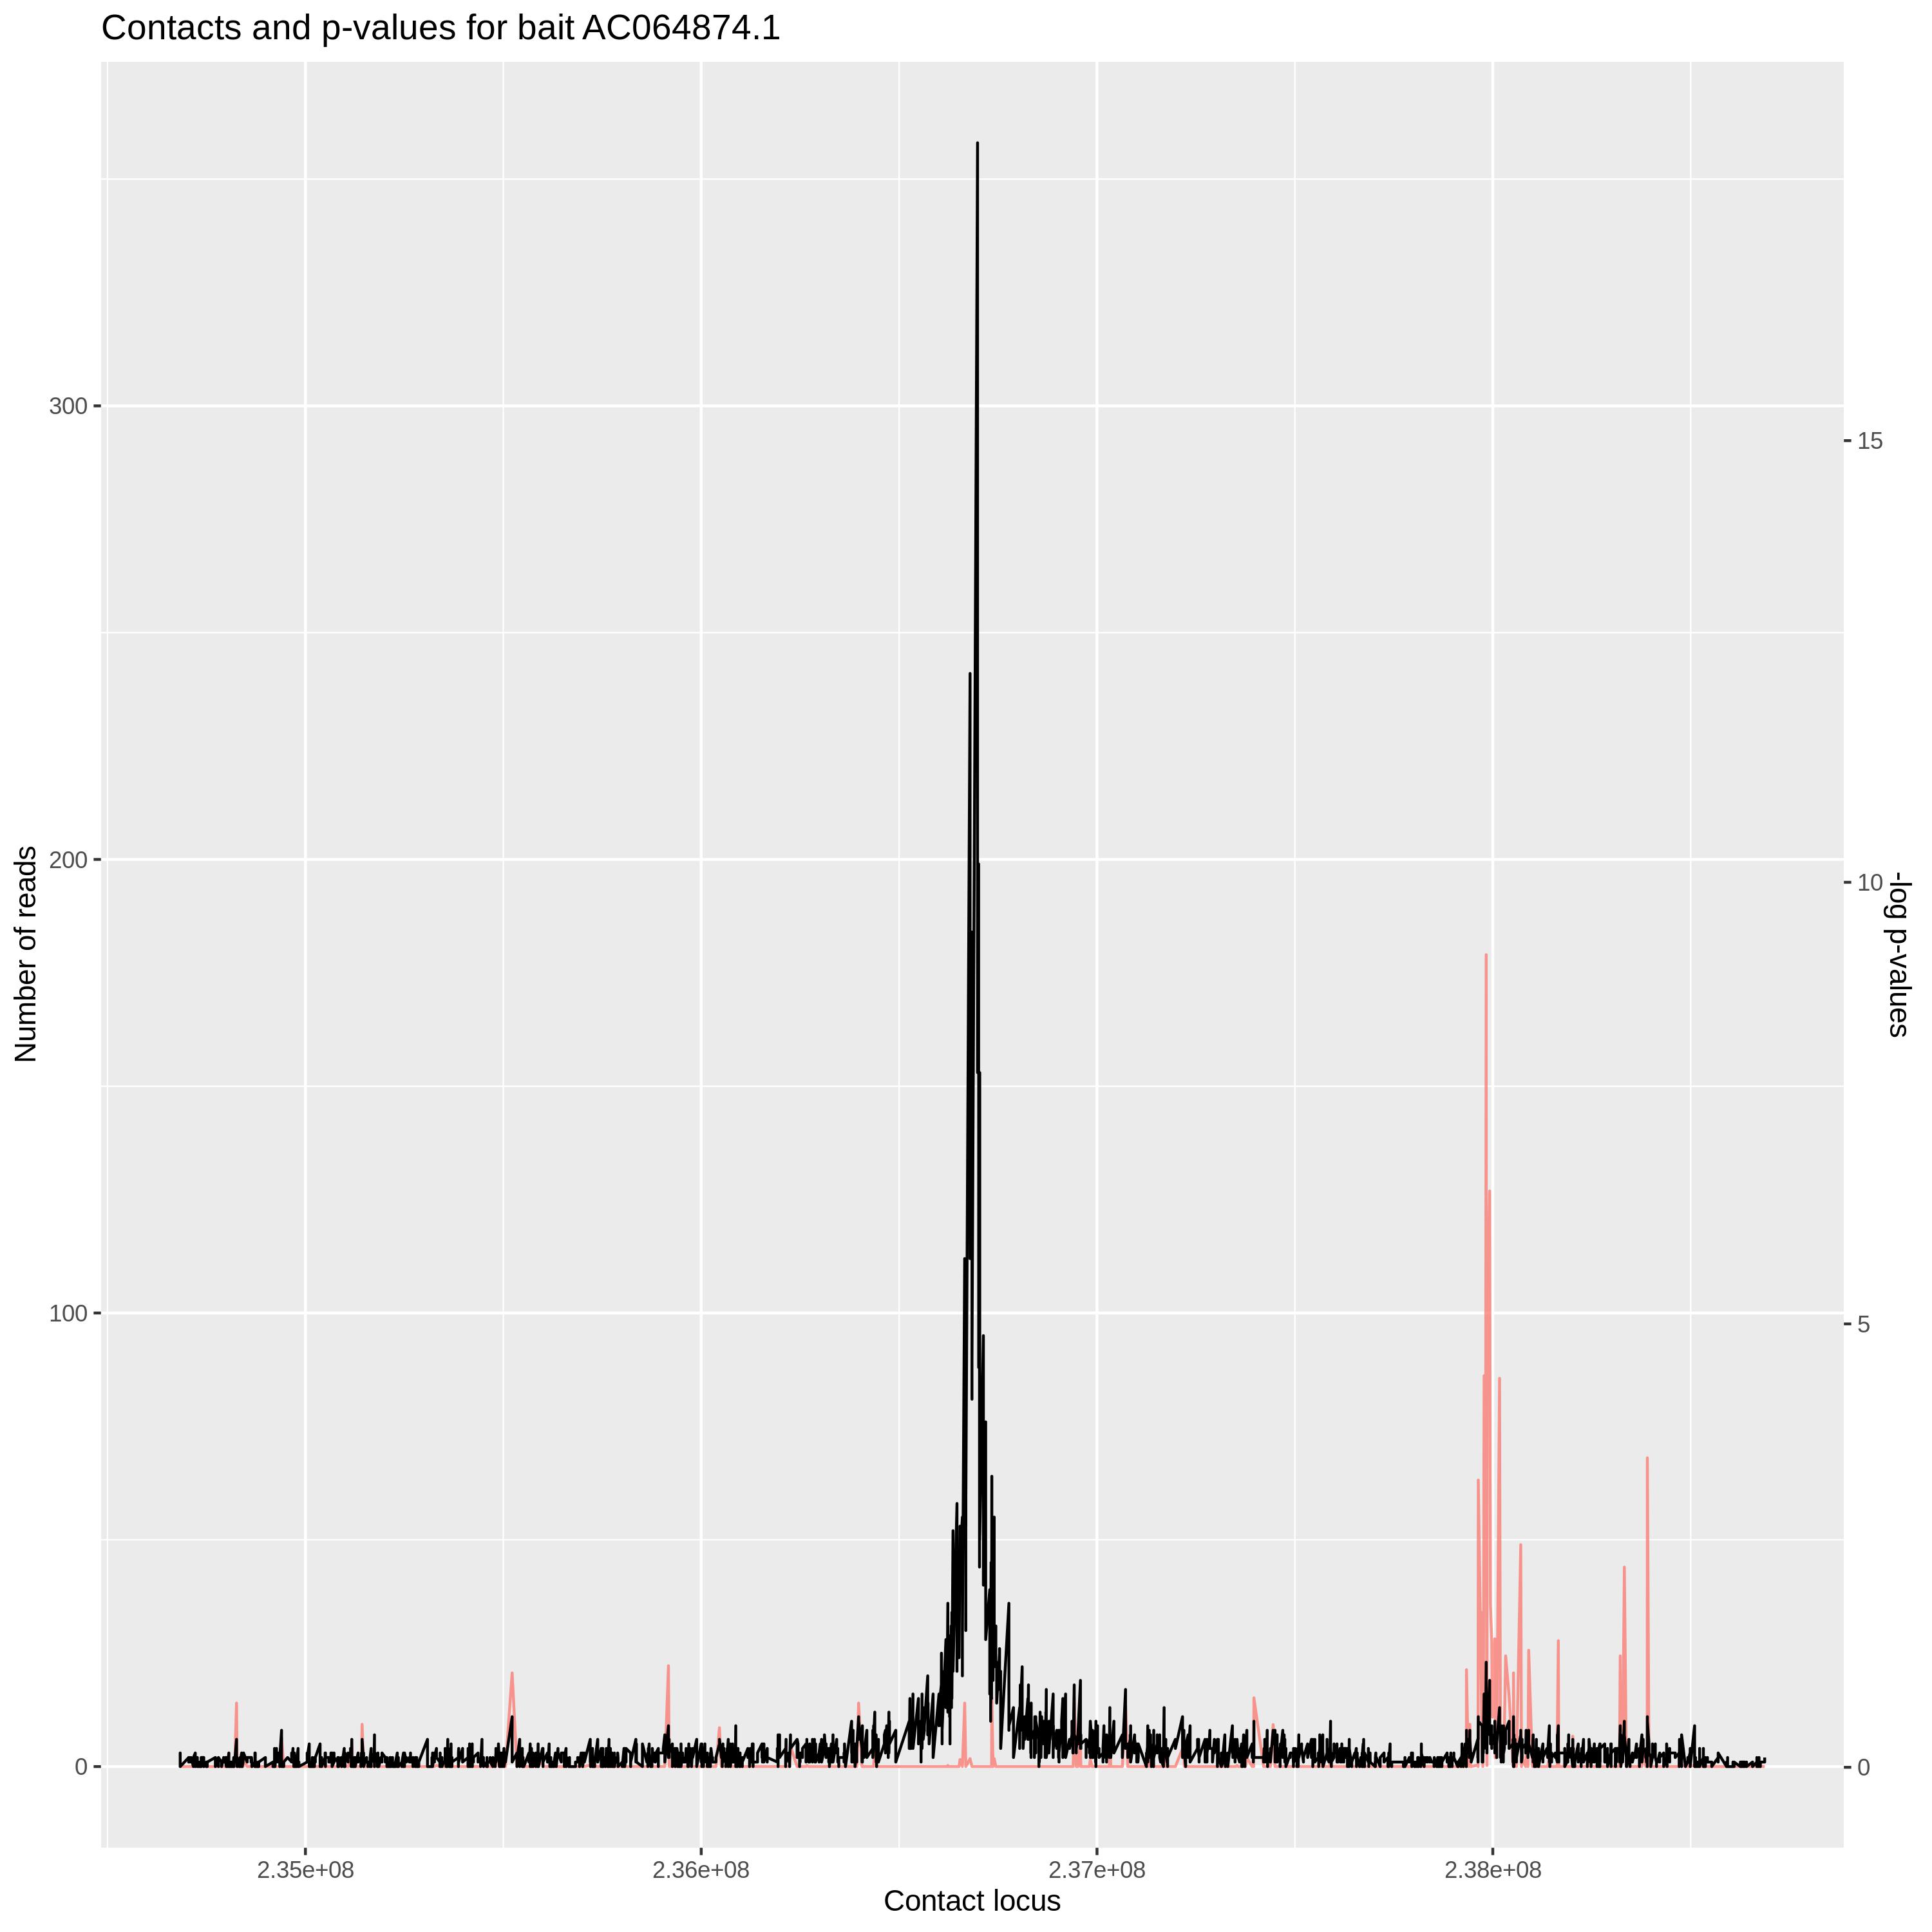 Contacts and p-values for bait AC064874.1
300
200
100
0
Number of reads
15
10
5
0
-log p-values
2.35e+08
2.36e+08
2.37e+08
2.38e+08
Contact locus